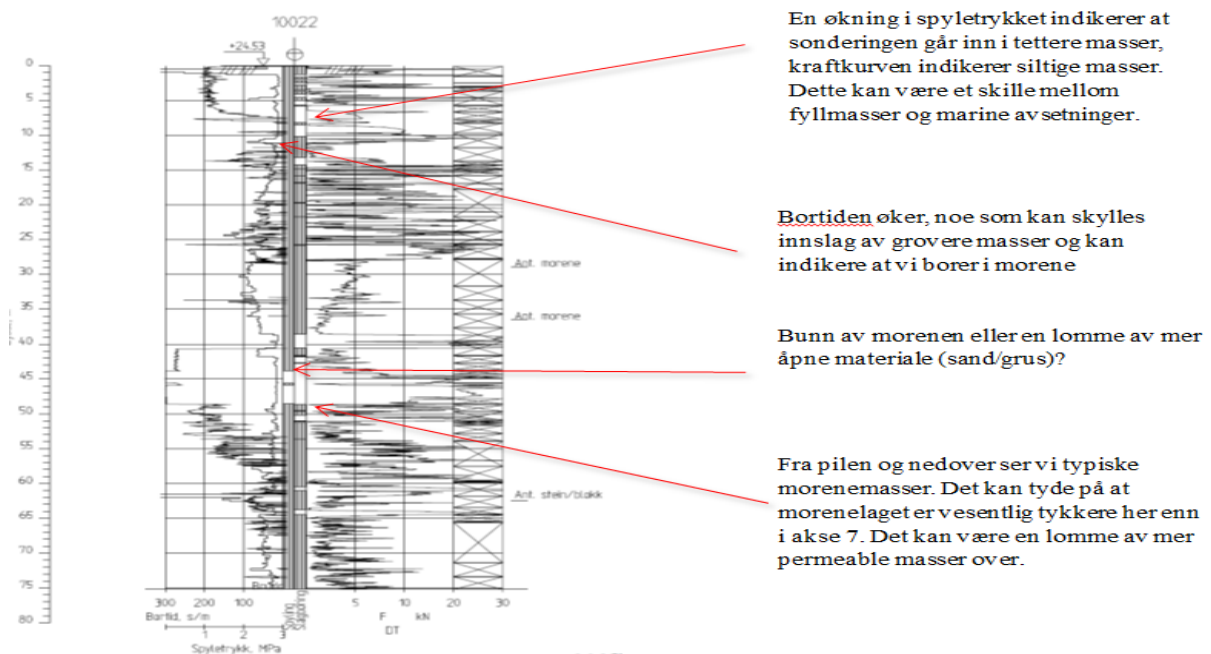 10022
+24.53
En økning i spyletrykket indikerer at
sonderingen går inn i tettere masser,
kraftkurven indikerer siltige masser.
Dette kan være et skille mellom
fyllmasser og marine avsetninger.
Bortiden øker, noe som kan skylles
innslag av grovere masser og kan
indikere at vi borer i morene
Bunn av morenen eller en lomme av mer
åpne materiale (sand/grus)?
Fra pilen og nedover ser vi typiske
morenemasser. Det kan tyde på at
morenelaget er vesentlig tykkere her enn
i akse 7. Det kan være en lomme av mer
permeable masser over.
0
5
10
15
20
25
30
35
40
45
50
55
60
65
70
75
80
Ant. morene
Ant. morene
Ant. stein/blokk
300 200 100 5 10 20 30
Bortid, s/m F kN
DT
1 2 3
Spyletrykk, MPa
Spyling
Slagboring